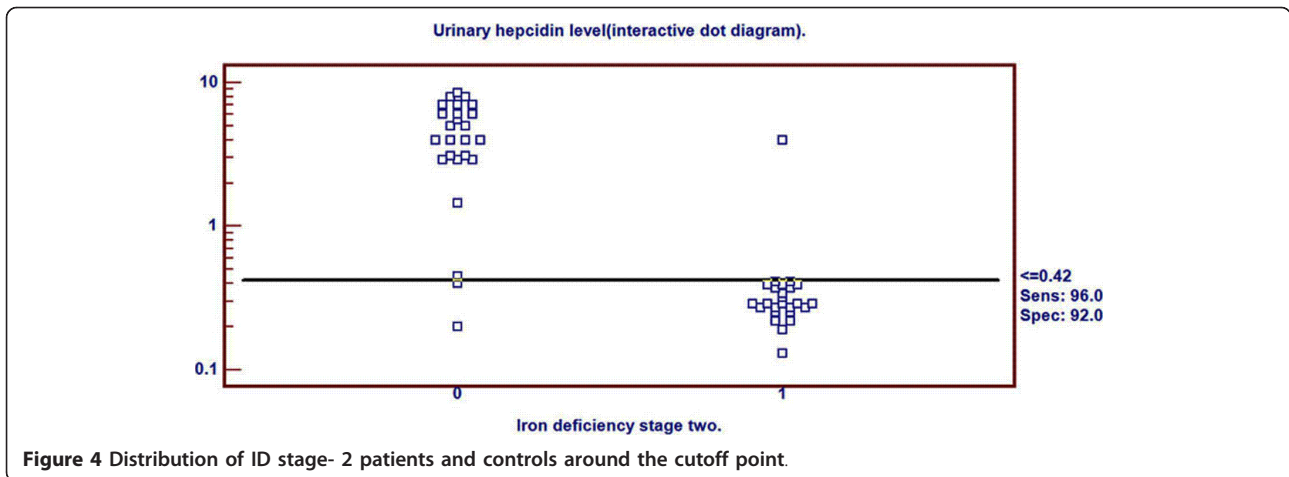 Urinary hepcidin level(interactive dot diagram).
10
1
0.1
<=0.42
Sens: 96.0
Spec: 92.0
0 1
Iron deficiency stage two.
Figure 4 Distribution of ID stage- 2 patients and controls around the cutoff point.